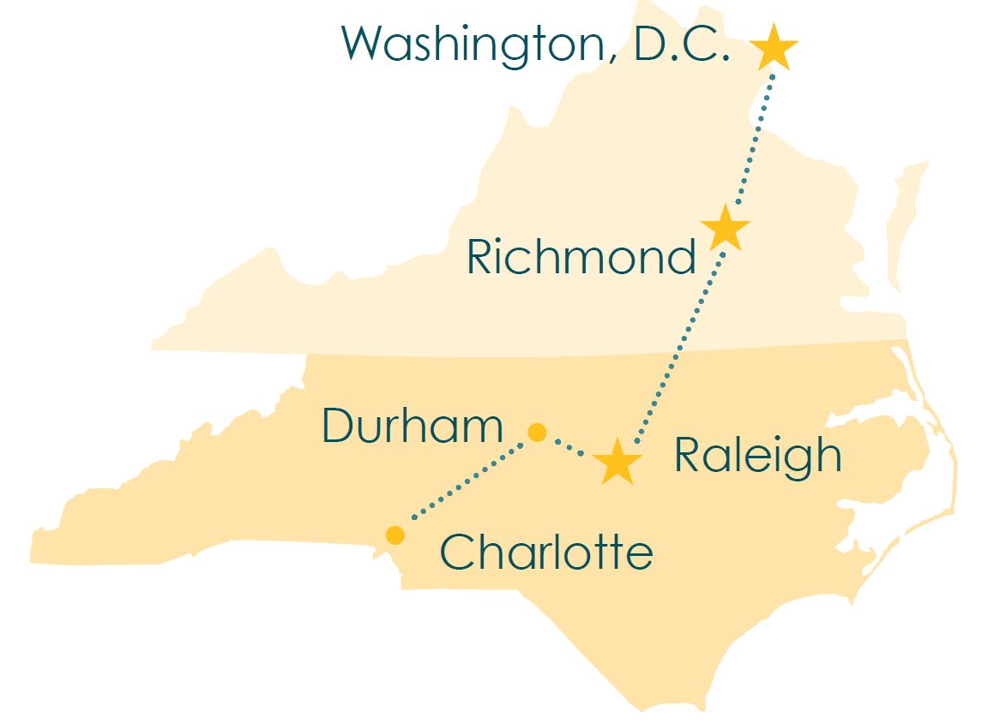 Washington, D.C.
Richmond
Durham
Raleigh
Charlotte